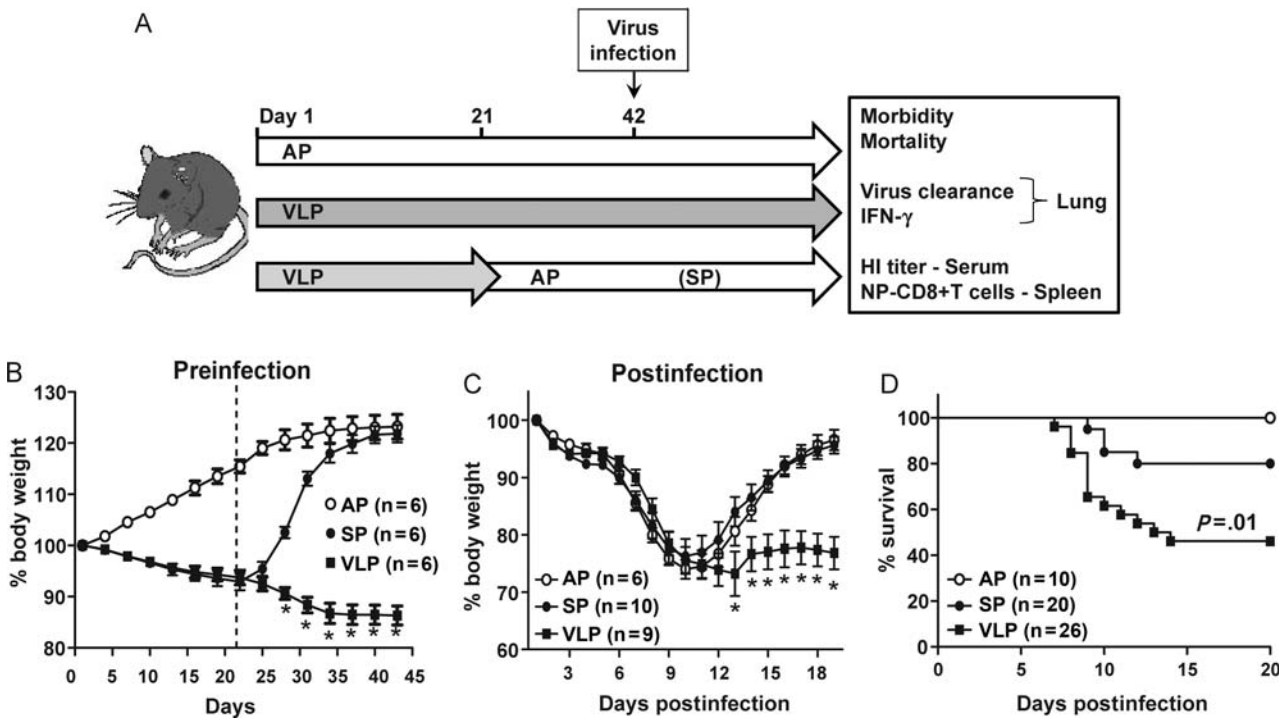 A
Virus
infection
Day 1 21 42
AP
VLP
VLP AP (SP)
Morbidity
Mortality
Virus clearance
IFN-γ
Lung
HI titer - Serum
NP-CD8+T cells - Spleen
B
Preinfection
% body weight
130
120
110
100
90
80
AP (n=6)
SP (n=6)
VLP (n=6)
* * * * * *
0 5 10 15 20 25 30 35 40 45
Days
C
Postinfection
% body weight
100
90
80
70
60
AP (n=6)
SP (n=10)
VLP (n=9)
* * * * * * *
3 6 9 12 15 18
Days postinfection
D
% survival
100
80
60
40
20
0
P=.01
AP (n=10)
SP (n=20)
VLP (n=26)
0 5 10 15 20
Days postinfection